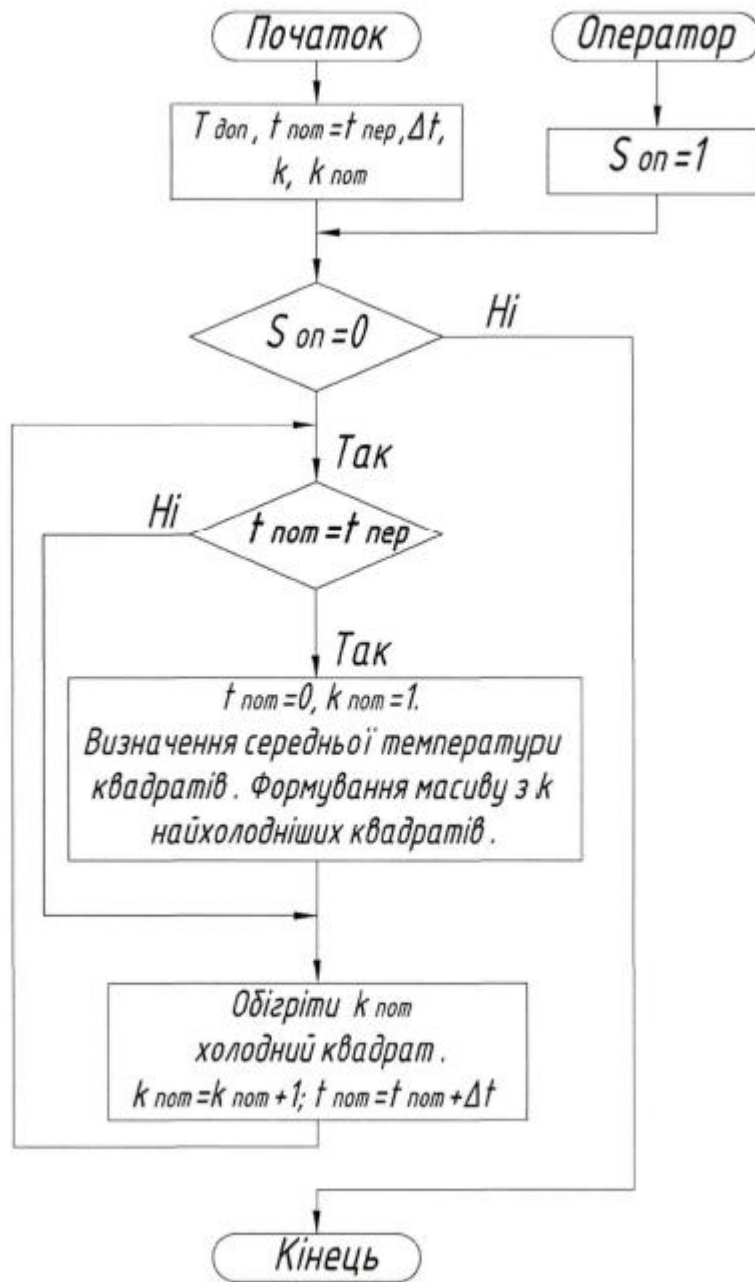 Початок
Оператор
T доп, t пот=t пер, Δt,
k, k пот
S оп=1
S оп=0
Ні
Так
Ні
t пот=t пер
Так
t пот=0, k пот=1.
Визначення середньої температури
квадратів. Формування масиву з k
найхолодніших квадратів.
Обігріти k пот
холодний квадрат.
k пот=k пот+1; t пот=t пот+Δt
Кінець